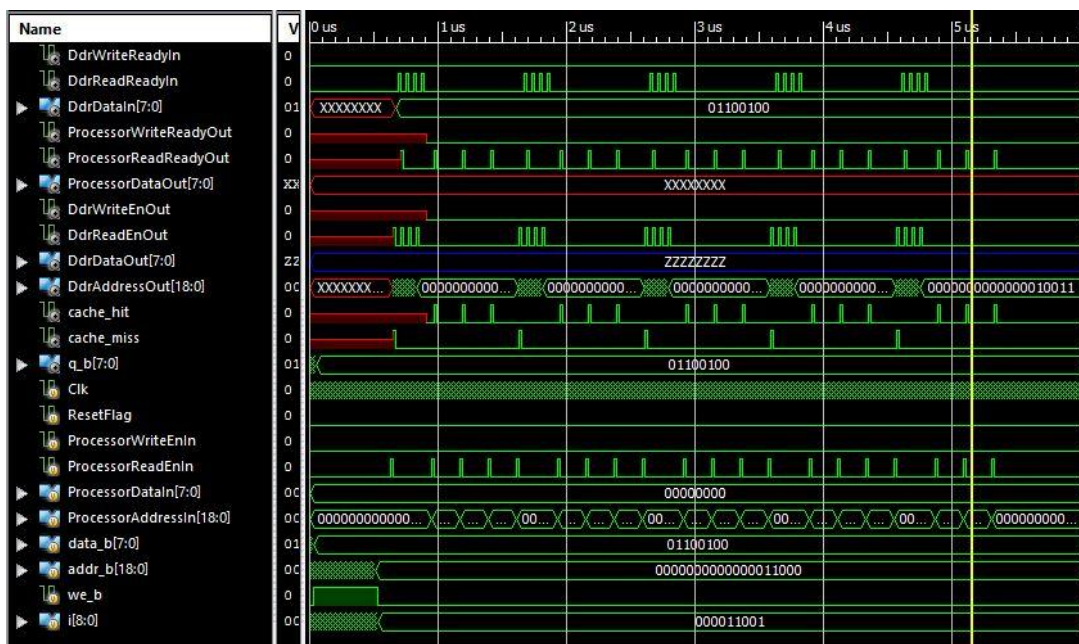 Name V 0 us 1 us 2 us 3 us 4 us 5 us
DdrWriteReadyIn 0
DdrReadReadyIn 0
DdrDataIn[7:0] 01 XXXXXXXX 01100100
ProcessorWriteReadyOut 0
ProcessorReadReadyOut 0
ProcessorDataOut[7:0] XX XXXXXXXX
DdrWriteEnOut 0
DdrReadEnOut 0
DdrDataOut[7:0] ZZ ZZZZZZZZ
DdrAddressOut[18:0] 00 XXXXXXX... 0000000000... 0000000000... 0000000000... 0000000000... 0000000000000010011
cache_hit 0
cache_miss 0
q_b[7:0] 01 01100100
Clk 0
ResetFlag 0
ProcessorWriteEnIn 0
ProcessorReadEnIn 0
ProcessorDataIn[7:0] 00 00000000
ProcessorAddressIn[18:0] 00 000000000000... ... ... ... 00... ... ... ... 00... ... ... ... 00... ... ... ... 00... ... ... 000000000...
data_b[7:0] 01 01100100
addr_b[18:0] 00 0000000000000011000
we_b 0
i[8:0] 00 000011001